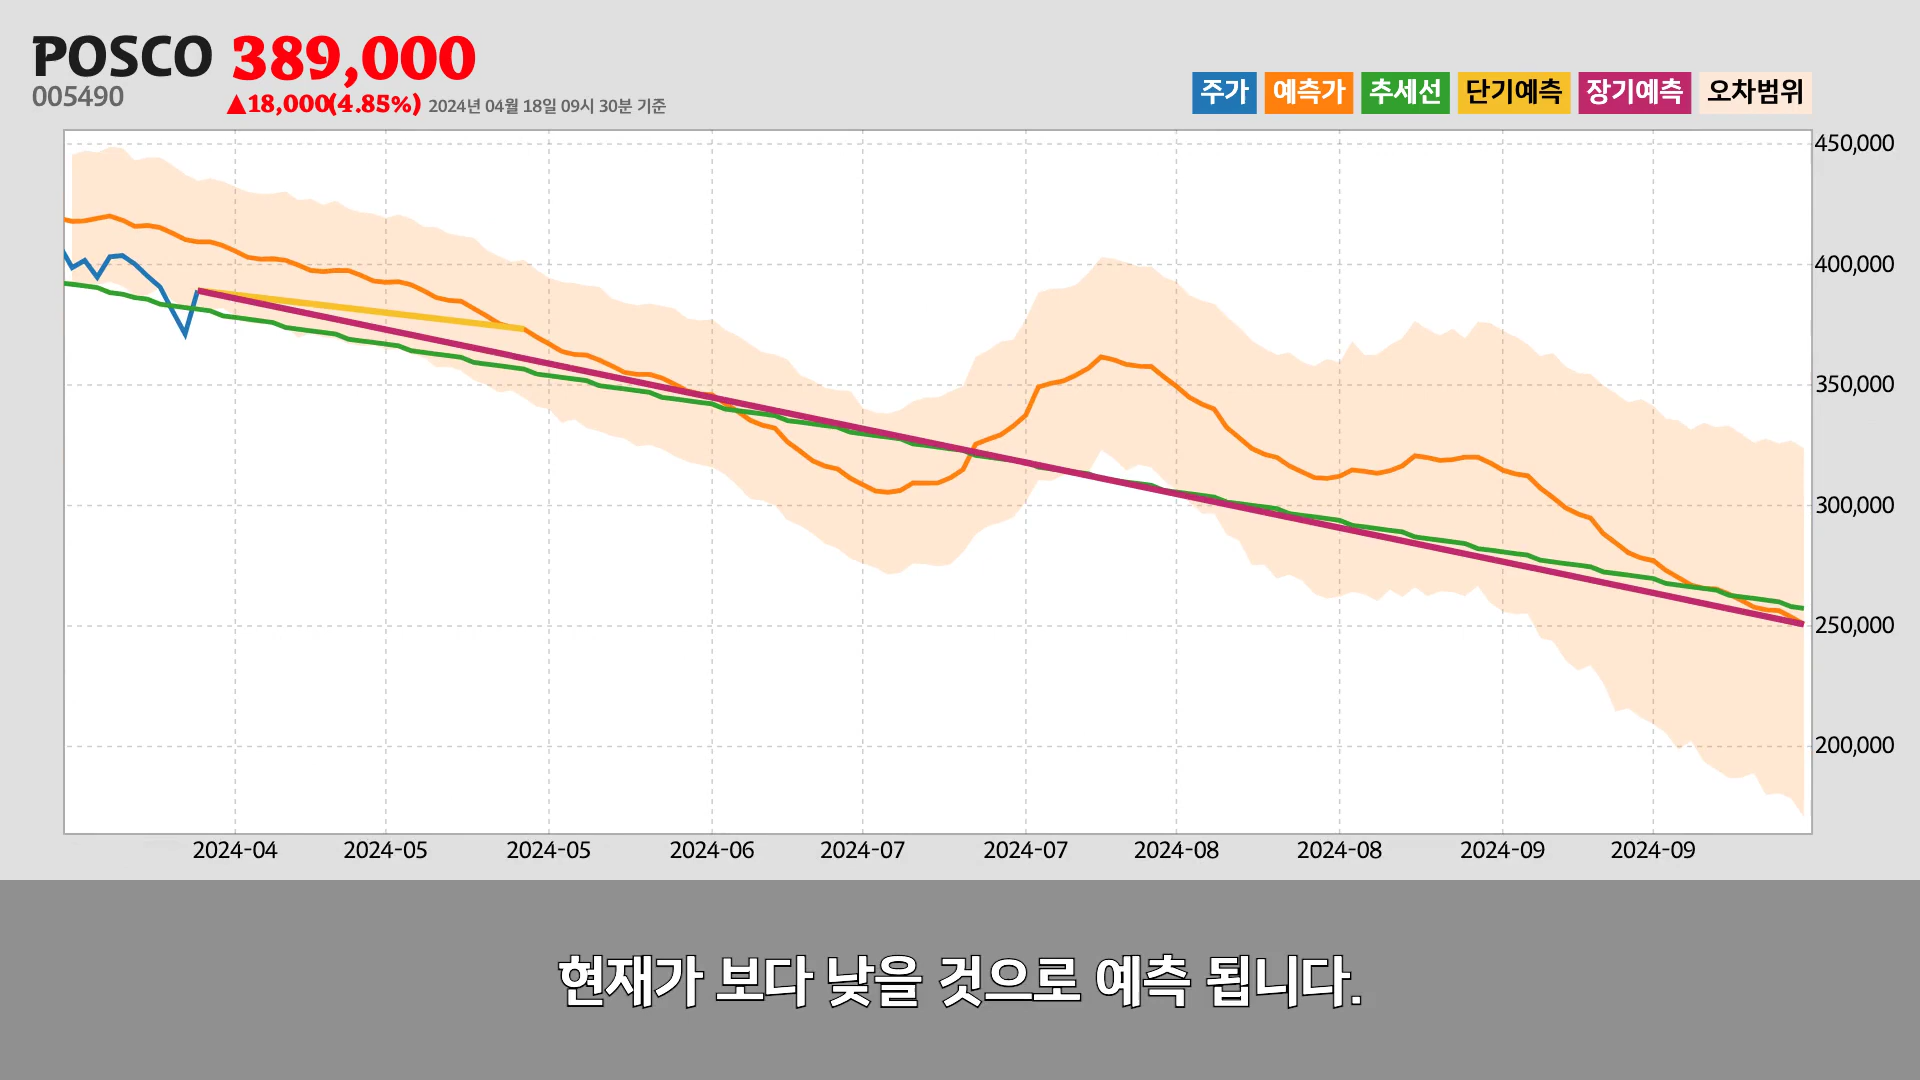 POSCO 389,000
005490 ▲18,000(4.85%) 2024년 04월 18일 09시 30분 기준
주가 예측가 추세선 단기예측 장기예측 오차범위
450,000
400,000
350,000
300,000
250,000
200,000
2024-04 2024-05 2024-05 2024-06 2024-07 2024-07 2024-08 2024-08 2024-09 2024-09
현재가 보다 낮을 것으로 예측 됩니다.